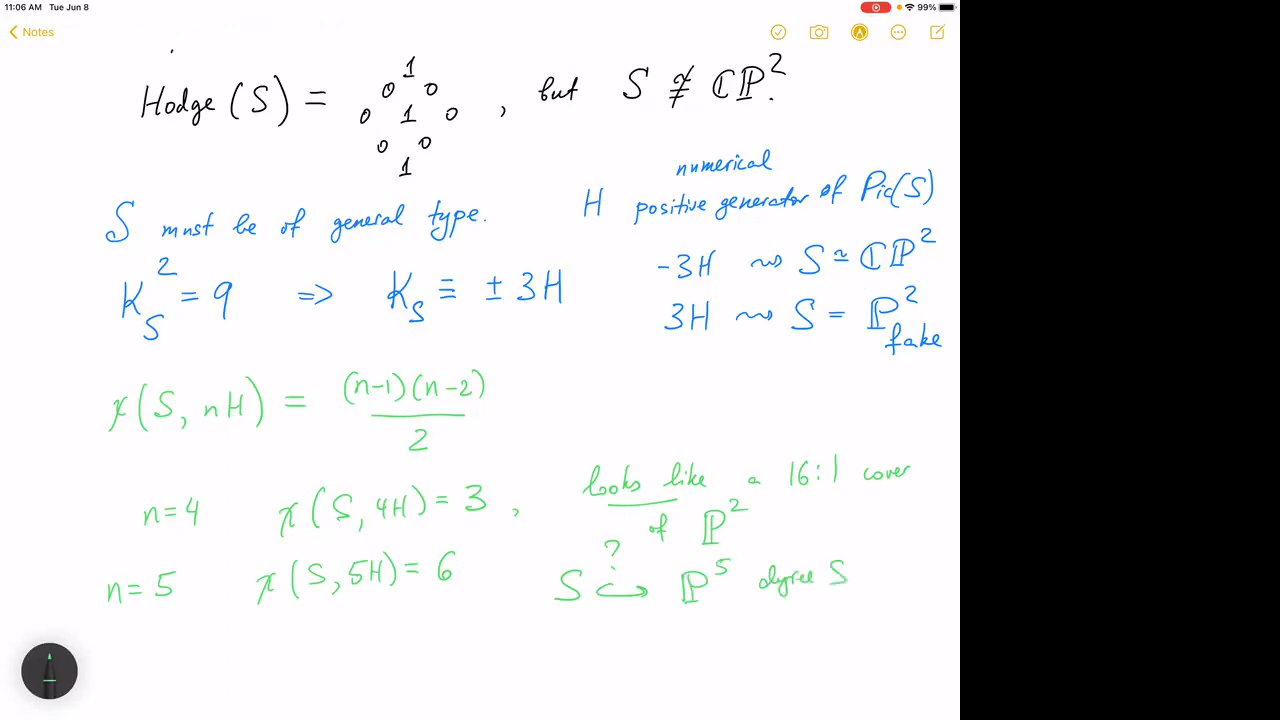 11:06 AM Tue Jun 8
99%
Notes
Hodge(S) = 1 0 0 0 1 0 0 0 1 , but S ≇ ℂℙ².
numerical
H positive generator of Pic(S)
S must be of general type.
-3H ⇝ S ≃ ℂℙ²
K_S² = 9 ⇒ K_S ≡ ± 3H
3H ⇝ S = ℙ²_fake
χ(S, nH) = (n-1)(n-2) / 2
looks like a 16:1 cover
of ℙ²
n=4 χ(S, 4H) = 3 ,
n=5 χ(S, 5H) = 6
S ↪? ℙ⁵ degree S